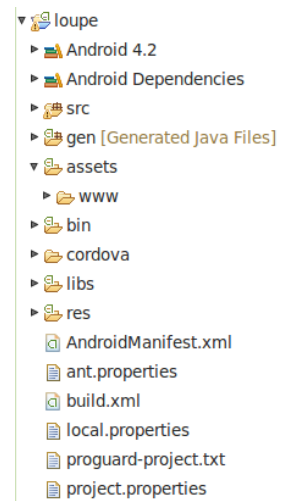 loupe
Android 4.2
Android Dependencies
src
gen [Generated Java Files]
assets
www
bin
cordova
libs
res
AndroidManifest.xml
ant.properties
build.xml
local.properties
proguard-project.txt
project.properties